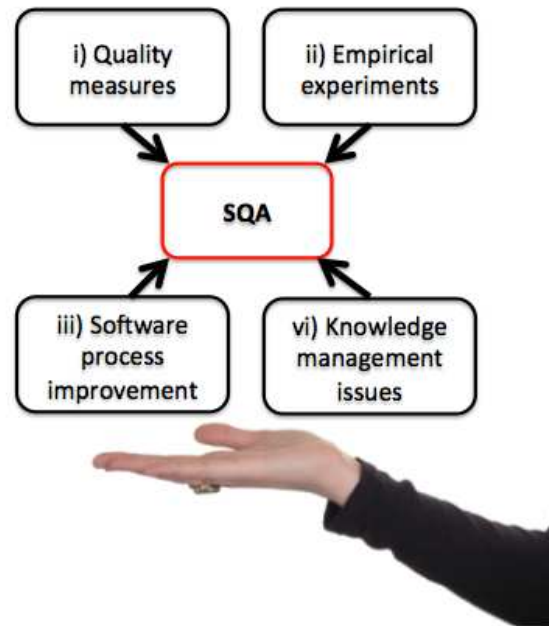 i) Quality
measures
ii) Empirical
experiments
SQA
iii) Software
process
improvement
vi) Knowledge
management
issues